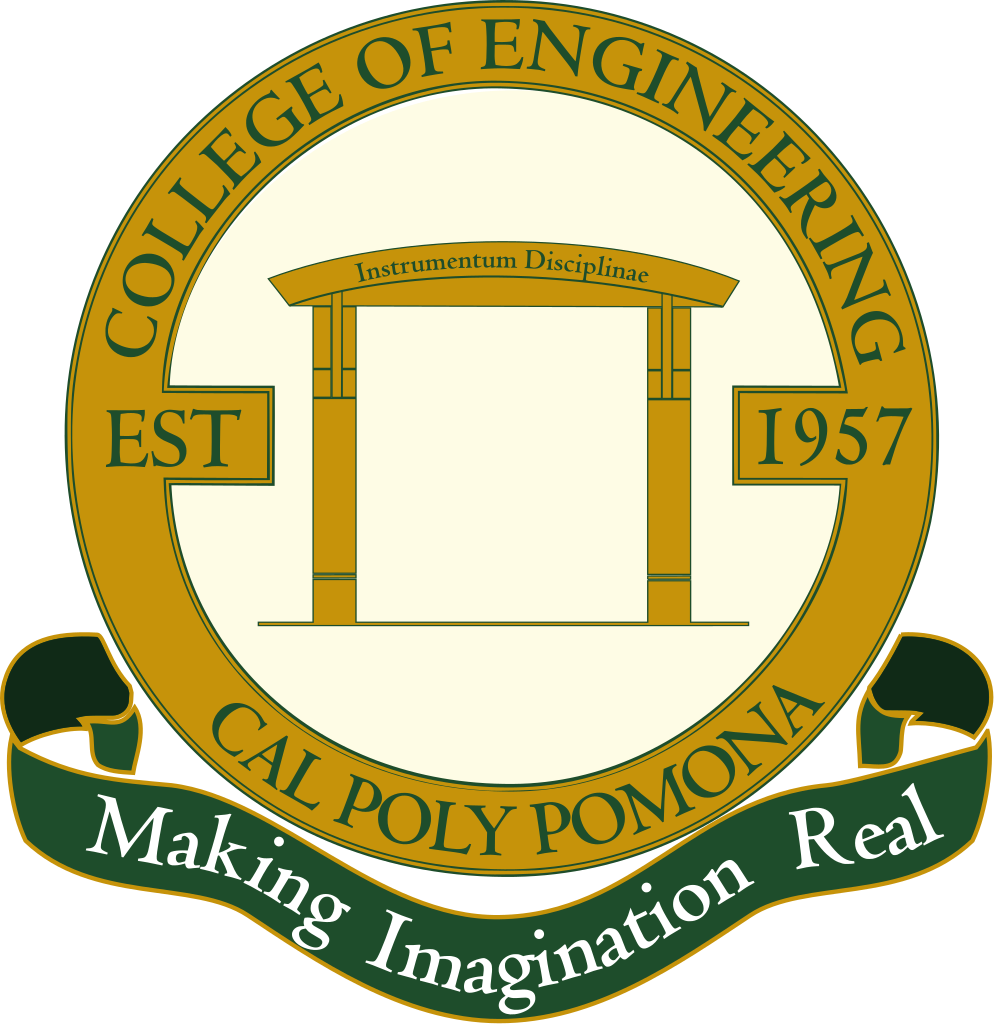 COLLEGE OF ENGINEERING
Instrumentum Disciplinae
EST
1957
CAL POLY POMONA
Making Imagination Real